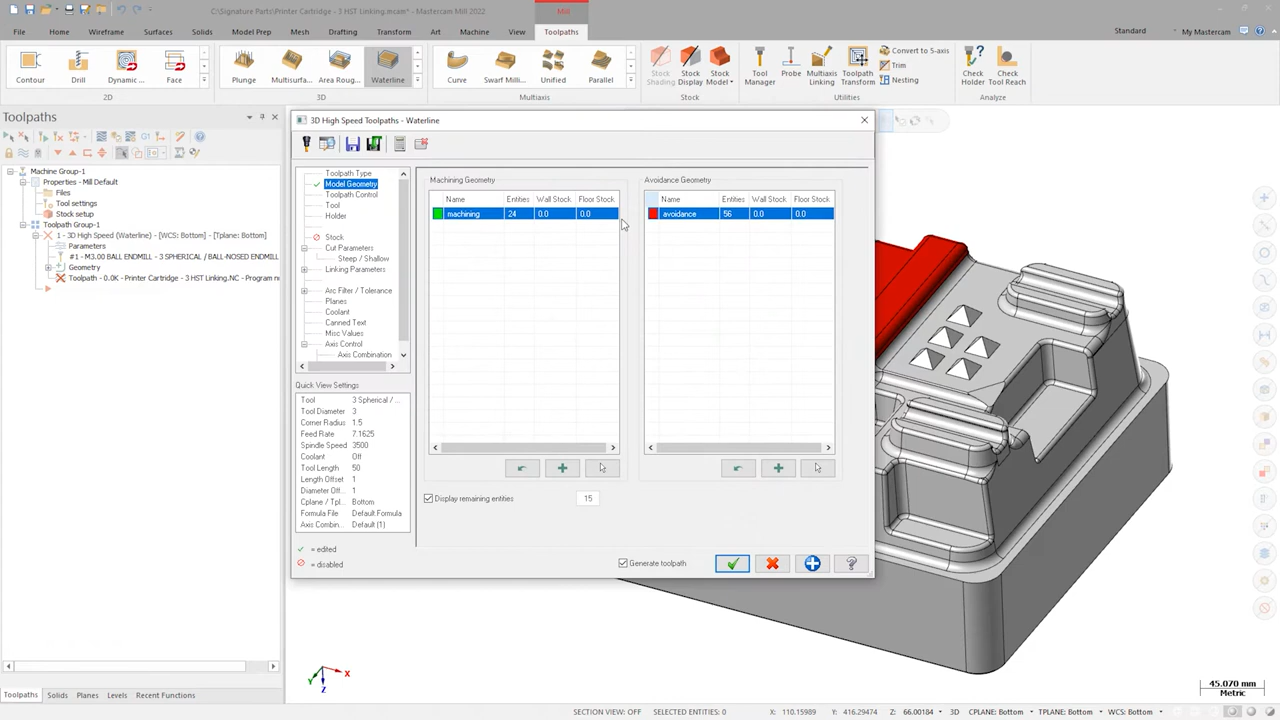 C:\Signature Parts\Printer Cartridge - 3 HST Linking.mcam* - Mastercam Mill 2022
Mill
File Home Wireframe Surfaces Solids Model Prep Mesh Drafting Transform Art Machine View Toolpaths
Standard My Mastercam
Contour Drill Dynamic ... Face Plunge Multisurfa... Area Roug... Waterline Curve Swarf Milli... Unified Parallel
Stock Shading Stock Display Stock Model Tool Manager Probe Multiaxis Linking Toolpath Transform Convert to 5-axis Trim Nesting Check Holder Check Tool Reach
2D 3D Multiaxis Stock Utilities Analyze
Toolpaths
Machine Group-1
Properties - Mill Default
Files
Tool settings
Stock setup
Toolpath Group-1
1 - 3D High Speed (Waterline) - [WCS: Bottom] - [Tplane: Bottom]
Parameters
#1 - M3.00 BALL ENDMILL - 3 SPHERICAL / BALL-NOSED ENDMILL
Geometry
Toolpath - 0.0K - Printer Cartridge - 3 HST Linking.NC - Program nu
3D High Speed Toolpaths - Waterline
Toolpath Type
Model Geometry
Toolpath Control
Tool
Holder
Stock
Cut Parameters
Steep / Shallow
Linking Parameters
Arc Filter / Tolerance
Planes
Coolant
Canned Text
Misc Values
Axis Control
Axis Combination
Quick View Settings
Tool 3 Spherical / ...
Tool Diameter 3
Corner Radius 1.5
Feed Rate 7.1625
Spindle Speed 3500
Coolant Off
Tool Length 50
Length Offset 1
Diameter Off... 1
Cplane / Tpl... Bottom
Formula File Default.Formula
Axis Combin... Default (1)
= edited
= disabled
Machining Geometry
Name Entities Wall Stock Floor Stock
machining 24 0.0 0.0
Avoidance Geometry
Name Entities Wall Stock Floor Stock
avoidance 56 0.0 0.0
Display remaining entities 15
Generate toolpath
X
Y
Z
45.070 mm
Metric
Toolpaths Solids Planes Levels Recent Functions
SECTION VIEW: OFF SELECTED ENTITIES: 0 X: 110.15989 Y: 416.29474 Z: 66.00184 3D CPLANE: Bottom TPLANE: Bottom WCS: Bottom